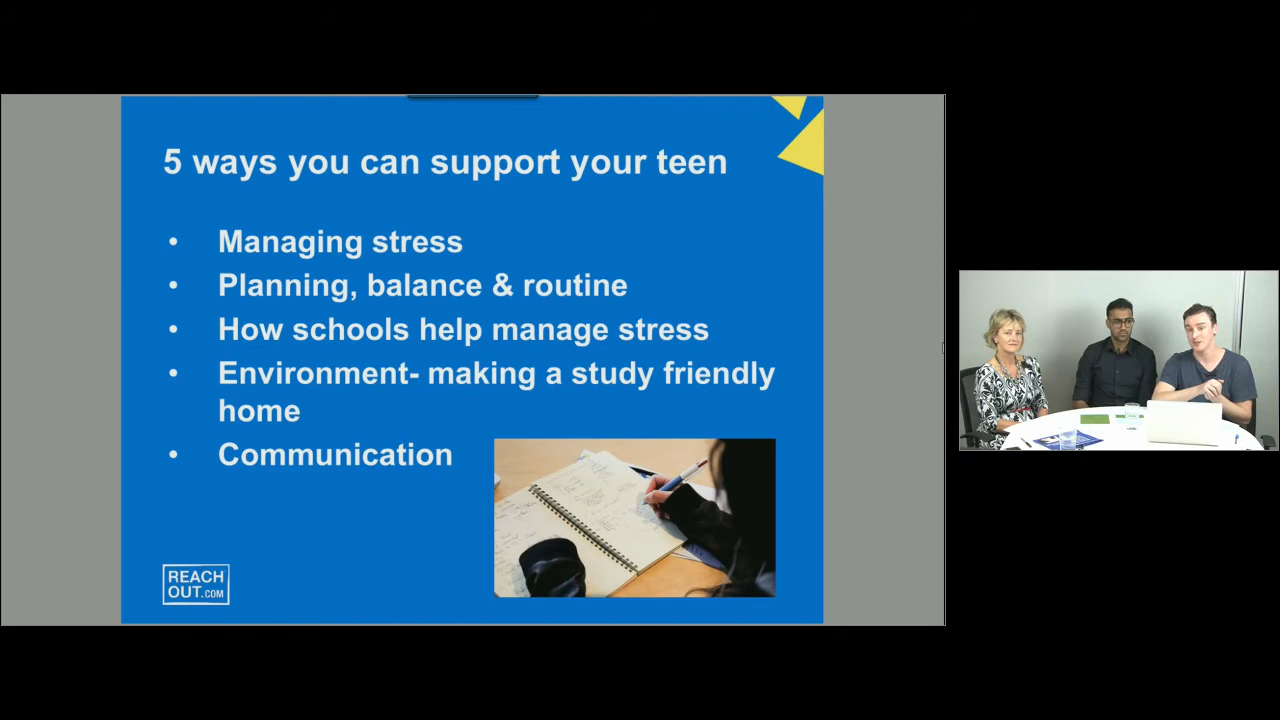 5 ways you can support your teen
• Managing stress
• Planning, balance & routine
• How schools help manage stress
• Environment- making a study friendly
home
• Communication
REACH
OUT.COM